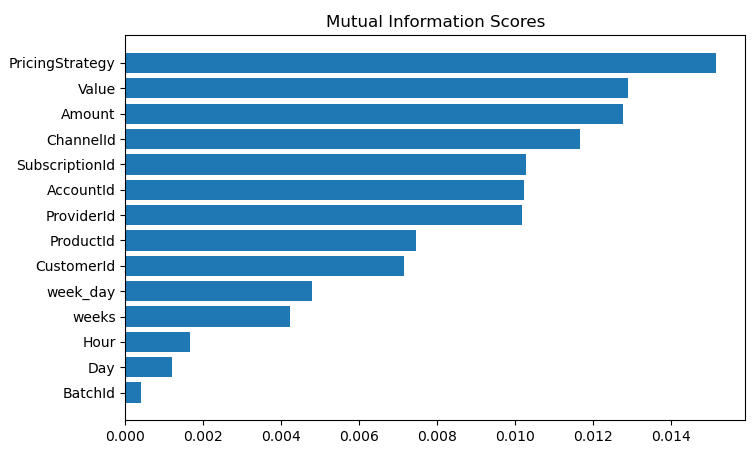 Mutual Information Scores
PricingStrategy
Value
Amount
ChannelId
SubscriptionId
AccountId
ProviderId
ProductId
CustomerId
week_day
weeks
Hour
Day
BatchId
0.000 0.002 0.004 0.006 0.008 0.010 0.012 0.014